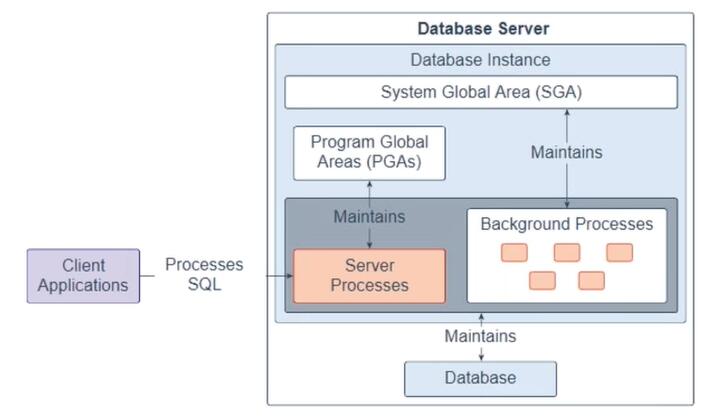 Database Server
Database Instance
System Global Area (SGA)
Program Global
Areas (PGAs)
Maintains
Maintains
Background Processes
Client
Applications
Processes
SQL
Server
Processes
Maintains
Database